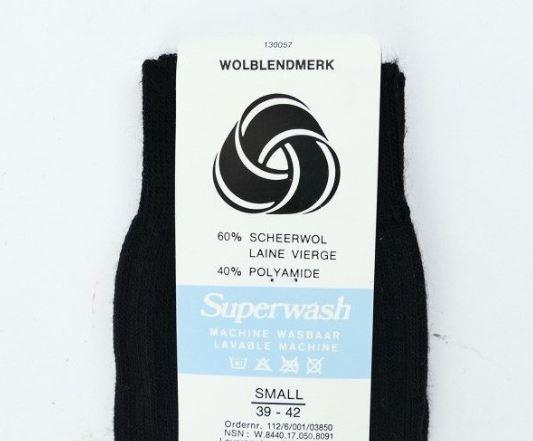 130057
WOLBLENDMERK
60% SCHEERWOL
LAINE VIERGE
40% POLYAMIDE
Superwash
MACHINE WASBAAR
LAVABLE MACHINE
SMALL
39 - 42
Ordernr. 112/6/001/03850
NSN : W.8440.17.050.8091